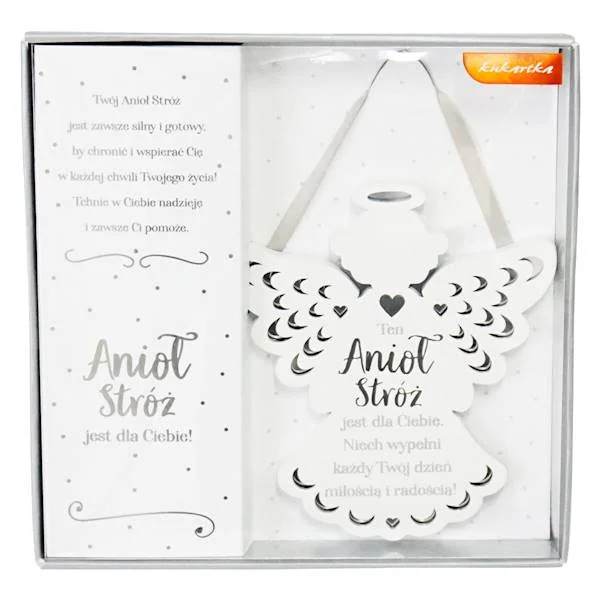 Kukartka
Twój Anioł Stróż
jest zawsze silny i gotowy,
by chronić i wspierać Cię
w każdej chwili Twojego życia!
Tchnie w Ciebie nadzieję
i zawsze Ci pomoże.
Anioł
Stróż
jest dla Ciebie!
Ten
Anioł
Stróż
jest dla Ciebie.
Niech wypełni
każdy Twój dzień
miłością i radością!